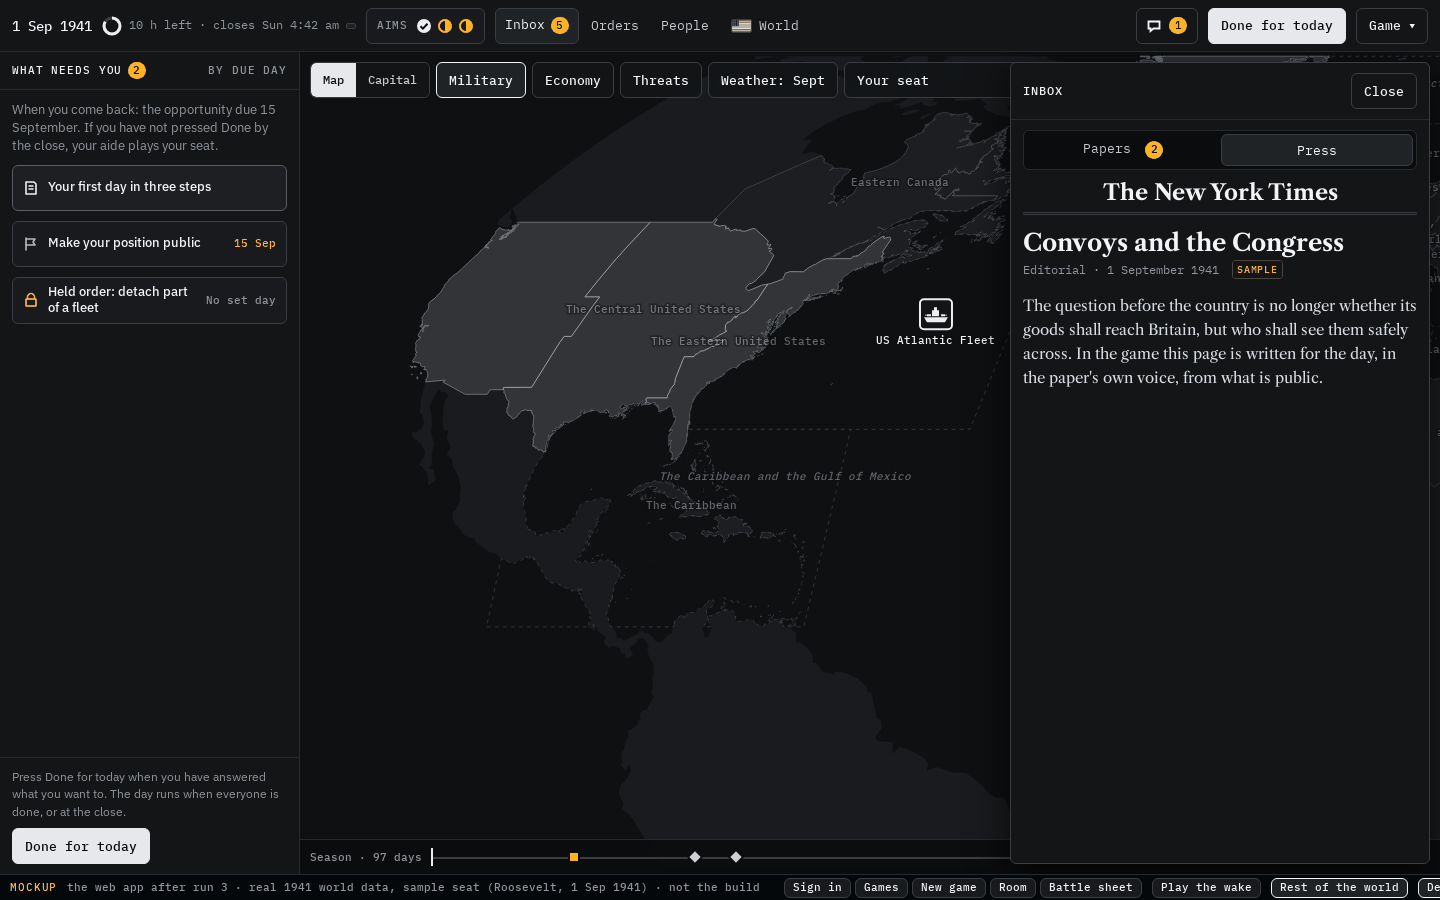 1 Sep 1941
10 h left · closes Sun 4:42 am
AIMS
Inbox 5
Orders
People
World
1
Done for today
Game ▾
WHAT NEEDS YOU 2
BY DUE DAY
When you come back: the opportunity due 15
September. If you have not pressed Done by
the close, your aide plays your seat.
Your first day in three steps
Make your position public
15 Sep
Held order: detach part
of a fleet
No set day
Press Done for today when you have answered
what you want to. The day runs when everyone is
done, or at the close.
Done for today
Map
Capital
Military
Economy
Threats
Weather: Sept
Your seat
Eastern Canada
The Central United States
The Eastern United States
US Atlantic Fleet
The Caribbean and the Gulf of Mexico
The Caribbean
Season · 97 days
INBOX
Close
Papers 2
Press
The New York Times
Convoys and the Congress
Editorial · 1 September 1941
SAMPLE
The question before the country is no longer whether its
goods shall reach Britain, but who shall see them safely
across. In the game this page is written for the day, in
the paper's own voice, from what is public.
MOCKUP
the web app after run 3 · real 1941 world data, sample seat (Roosevelt, 1 Sep 1941) · not the build
Sign in
Games
New game
Room
Battle sheet
Play the wake
Rest of the world